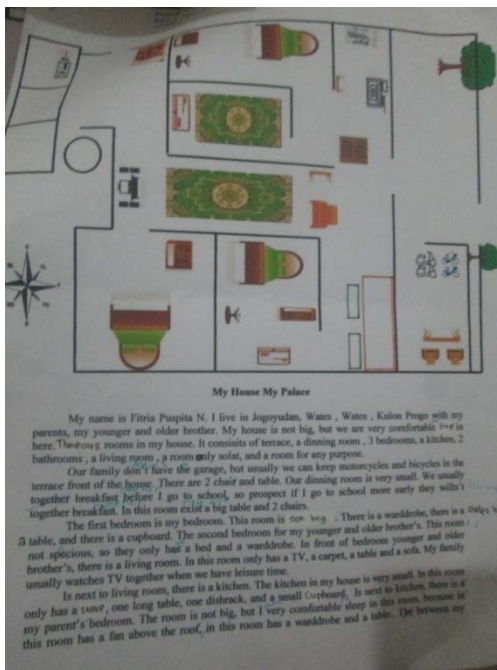 My House My Palace
My name is Fitria Puspita N. I live in Jogoyudan, Wates , Wates , Kulon Progo with my
parents, my younger and older brother. My house is not big, but we are very comfortable live in
here. There are 8 rooms in my house. It consisits of terrace, a dinning room , 3 bedrooms, a kitchen, 2
bathrooms , a living room , a room only solat, and a room for any purpose.
Our family don't have the garage, but usually we can keep motorcycles and bicycles in the
terrace front of the house. There are 2 chair and table. Our dinning room is very small. We usually
together breakfast before I go to school, so prospect if I go to school more early they willn't
together breakfast. In this room exist a big table and 2 chairs.
The first bedroom is my bedroom. This room is not big . There is a warddrobe, there is a
a table, and there is a cupboard. The second bedroom for my younger and older brother's. This room
not specious, so they only has a bed and a warddrobe. In front of bedroom younger and older
brother's, there is a living room. In this room only has a TV, a carpet, a table and a sofa. My family
usually watches TV together when we have leisure time.
Is next to living room, there is a kitchen. The kitchen in my house is very small. In this room
only has a stove, one long table, one dishrack, and a small Cupboard. Is next to kitchen, there is a
my parent's bedroom. The room is not big, but I very comfortable sleep in this room, because in
this room has a fan above the roof, in this room has a warddrobe and a table. The between my